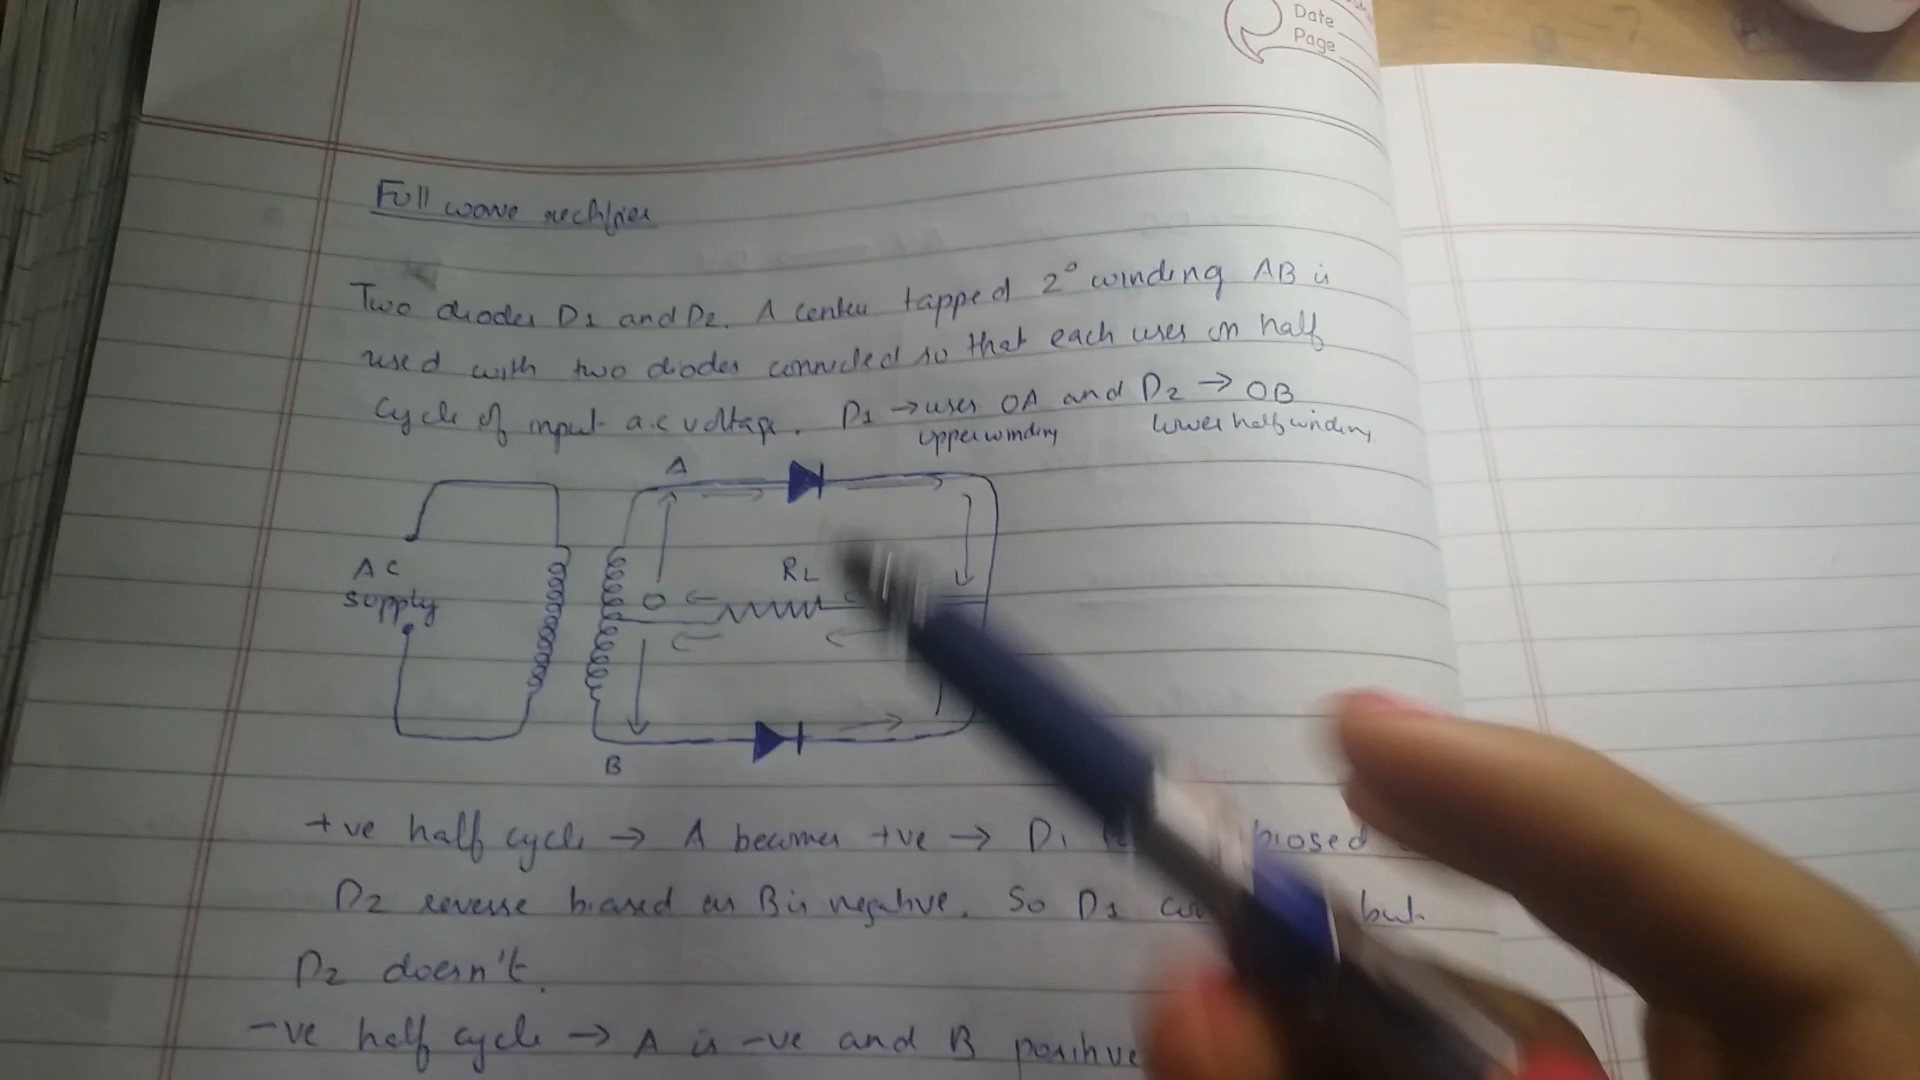 Date
Page
Full wave rectifier
Two diodes D1 and D2. A center tapped 2° winding AB is
used with two diodes connected so that each uses on half
cycle of input a.c voltage. D1 → uses OA and D2 → OB
upper winding lower half winding
A
AC
supply
RL
O
B
+ve half cycle → A becomes +ve → D1 biased
D2 reverse biased as B is negative. So D1 but
D2 doesn't.
-ve half cycle → A is -ve and B positive